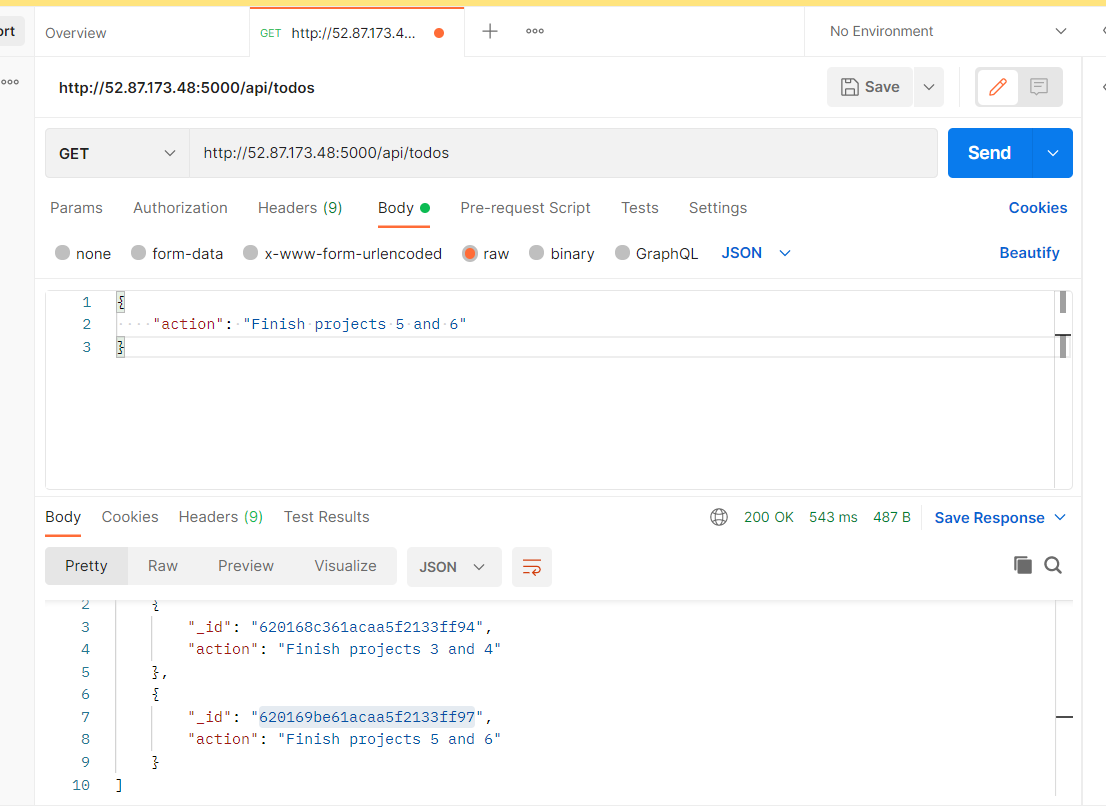 ort
Overview
GET http://52.87.173.4...
No Environment
http://52.87.173.48:5000/api/todos
Save
GET
http://52.87.173.48:5000/api/todos
Send
Params Authorization Headers (9) Body Pre-request Script Tests Settings Cookies
none form-data x-www-form-urlencoded raw binary GraphQL JSON Beautify
1 {
2 "action": "Finish projects 5 and 6"
3 }
Body Cookies Headers (9) Test Results 200 OK 543 ms 487 B Save Response
Pretty Raw Preview Visualize JSON
2 {
3 "_id": "620168c361acaa5f2133ff94",
4 "action": "Finish projects 3 and 4"
5 },
6 {
7 "_id": "620169be61acaa5f2133ff97",
8 "action": "Finish projects 5 and 6"
9 }
10 ]